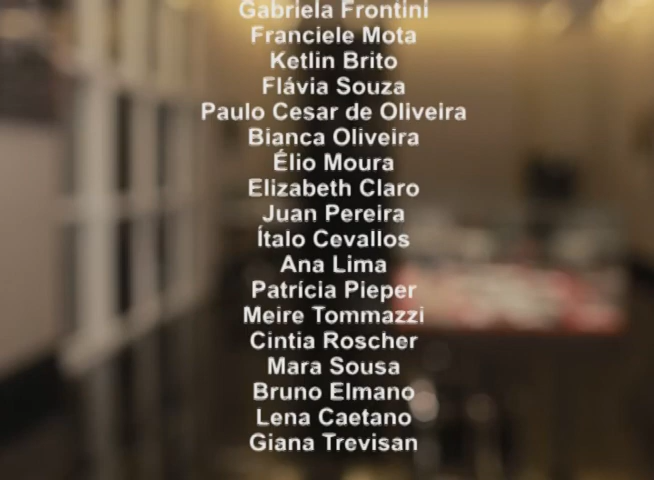 Gabriela Frontini
Franciele Mota
Ketlin Brito
Flávia Souza
Paulo Cesar de Oliveira
Bianca Oliveira
Élio Moura
Elizabeth Claro
Juan Pereira
Ítalo Cevallos
Ana Lima
Patrícia Pieper
Meire Tommazzi
Cintia Roscher
Mara Sousa
Bruno Elmano
Lena Caetano
Giana Trevisan